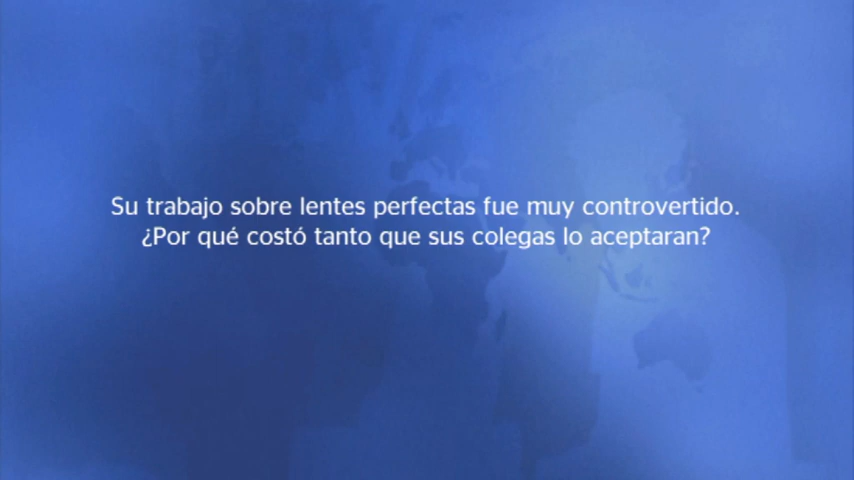 Su trabajo sobre lentes perfectas fue muy controvertido.
¿Por qué costó tanto que sus colegas lo aceptaran?